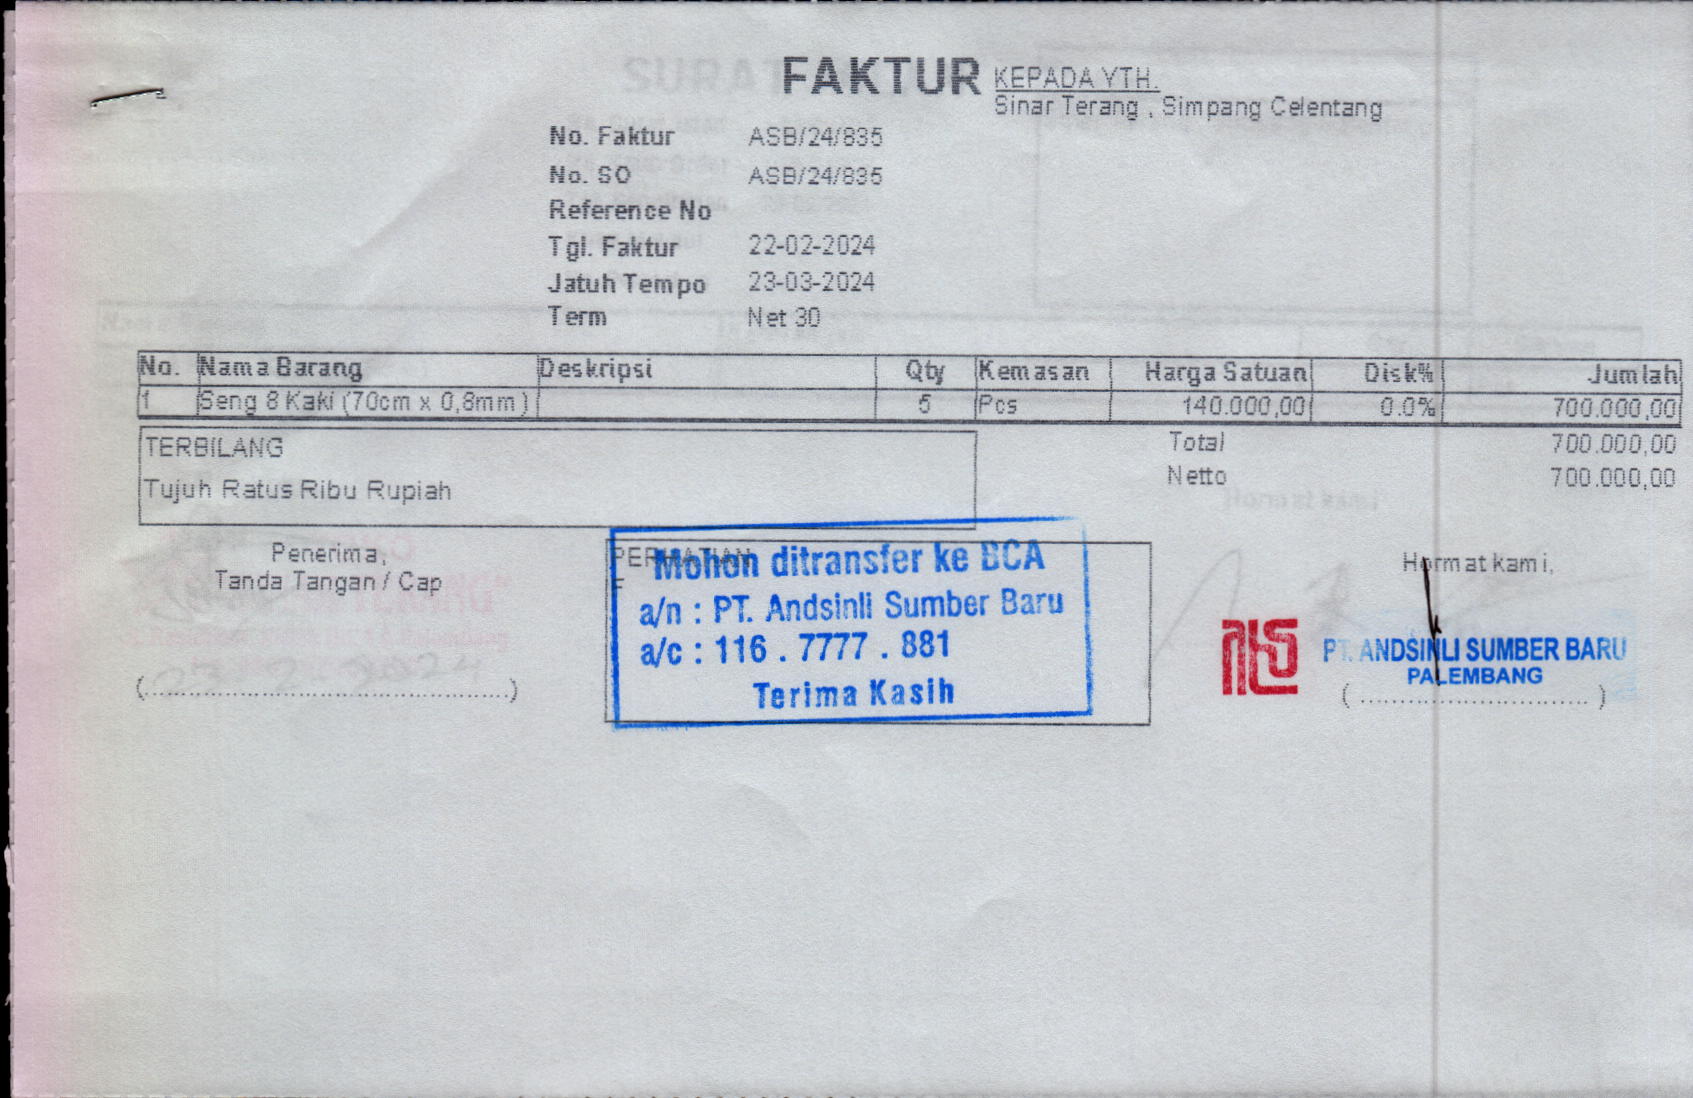 FAKTUR
KEPADA YTH.
Sinar Terang , Simpang Celentang
No. Faktur ASB/24/835
No. SO ASB/24/835
Reference No
Tgl. Faktur 22-02-2024
Jatuh Tempo 23-03-2024
Term Net 30
No. Nama Barang Deskripsi Qty Kemasan Harga Satuan Disk% Jumlah
1 Seng 8 Kaki (70cm x 0,8mm) 5 Pcs 140.000,00 0.0% 700.000,00
TERBILANG
Tujuh Ratus Ribu Rupiah
Total 700.000,00
Netto 700.000,00
Penerima,
Tanda Tangan / Cap
23 2 2024
(........................................)
PERHATIAN
F
Mohon ditransfer ke BCA
a/n : PT. Andsinli Sumber Baru
a/c : 116 . 7777 . 881
Terima Kasih
Hormat kami,
PT. ANDSINLI SUMBER BARU
PALEMBANG
(............................)